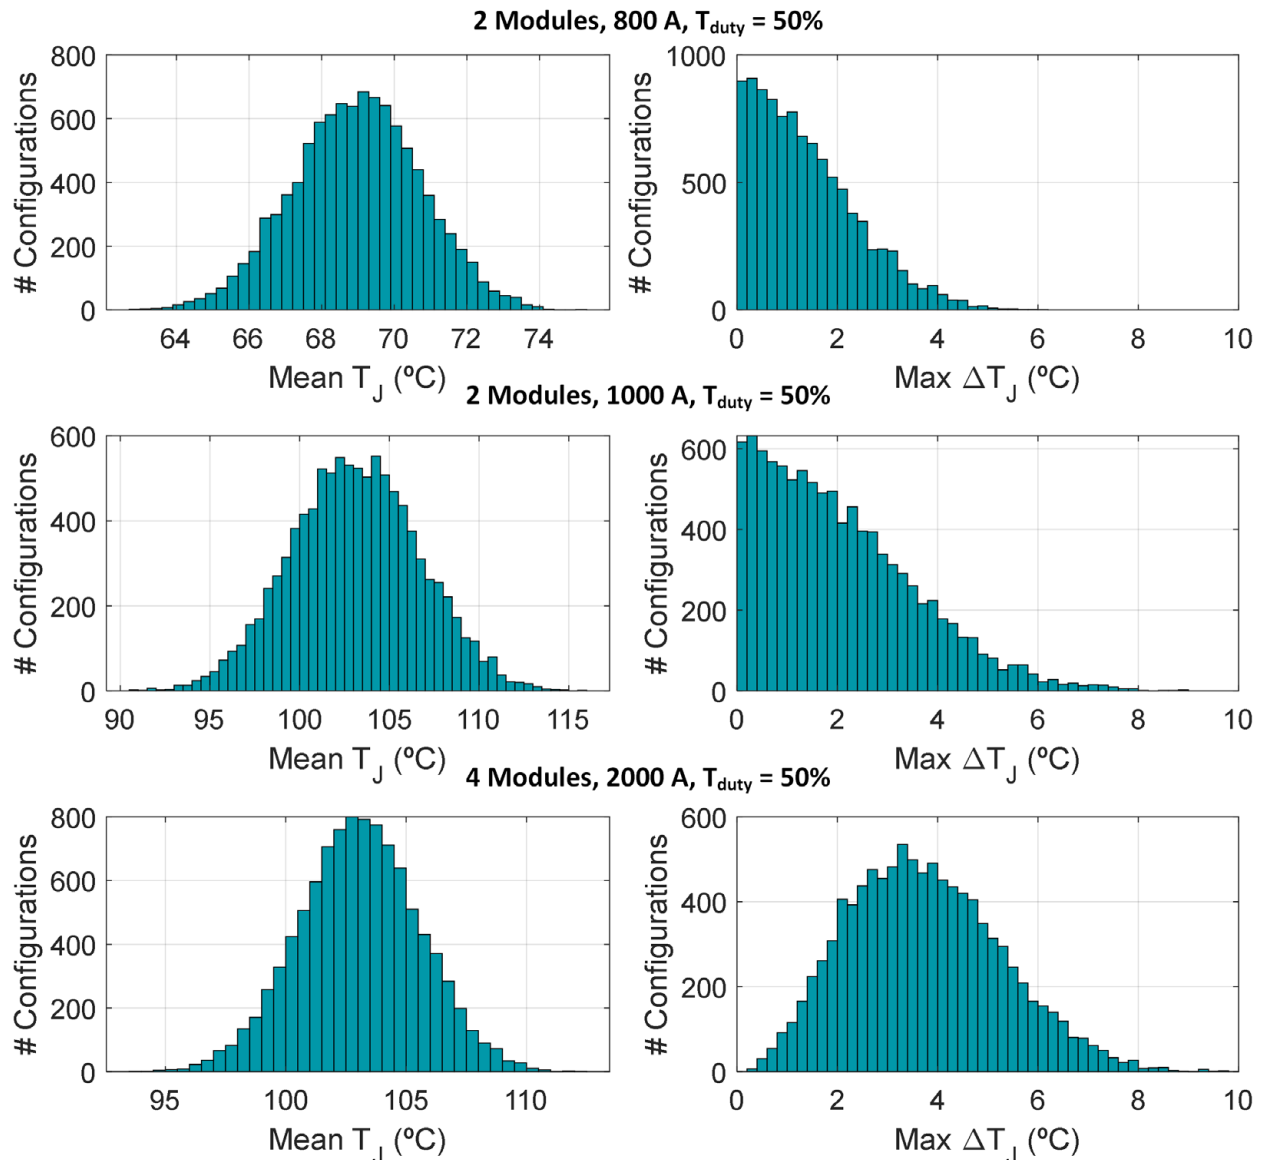 2 Modules, 800 A, Tduty = 50%
# Configurations
800
600
400
200
0
64 66 68 70 72 74
Mean TJ (ºC)
# Configurations
1000
500
0
0 2 4 6 8 10
Max ΔTJ (ºC)
2 Modules, 1000 A, Tduty = 50%
# Configurations
600
400
200
0
90 95 100 105 110 115
Mean TJ (ºC)
# Configurations
600
400
200
0
0 2 4 6 8 10
Max ΔTJ (ºC)
4 Modules, 2000 A, Tduty = 50%
# Configurations
800
600
400
200
0
95 100 105 110
Mean TJ (ºC)
# Configurations
600
400
200
0
0 2 4 6 8 10
Max ΔTJ (ºC)